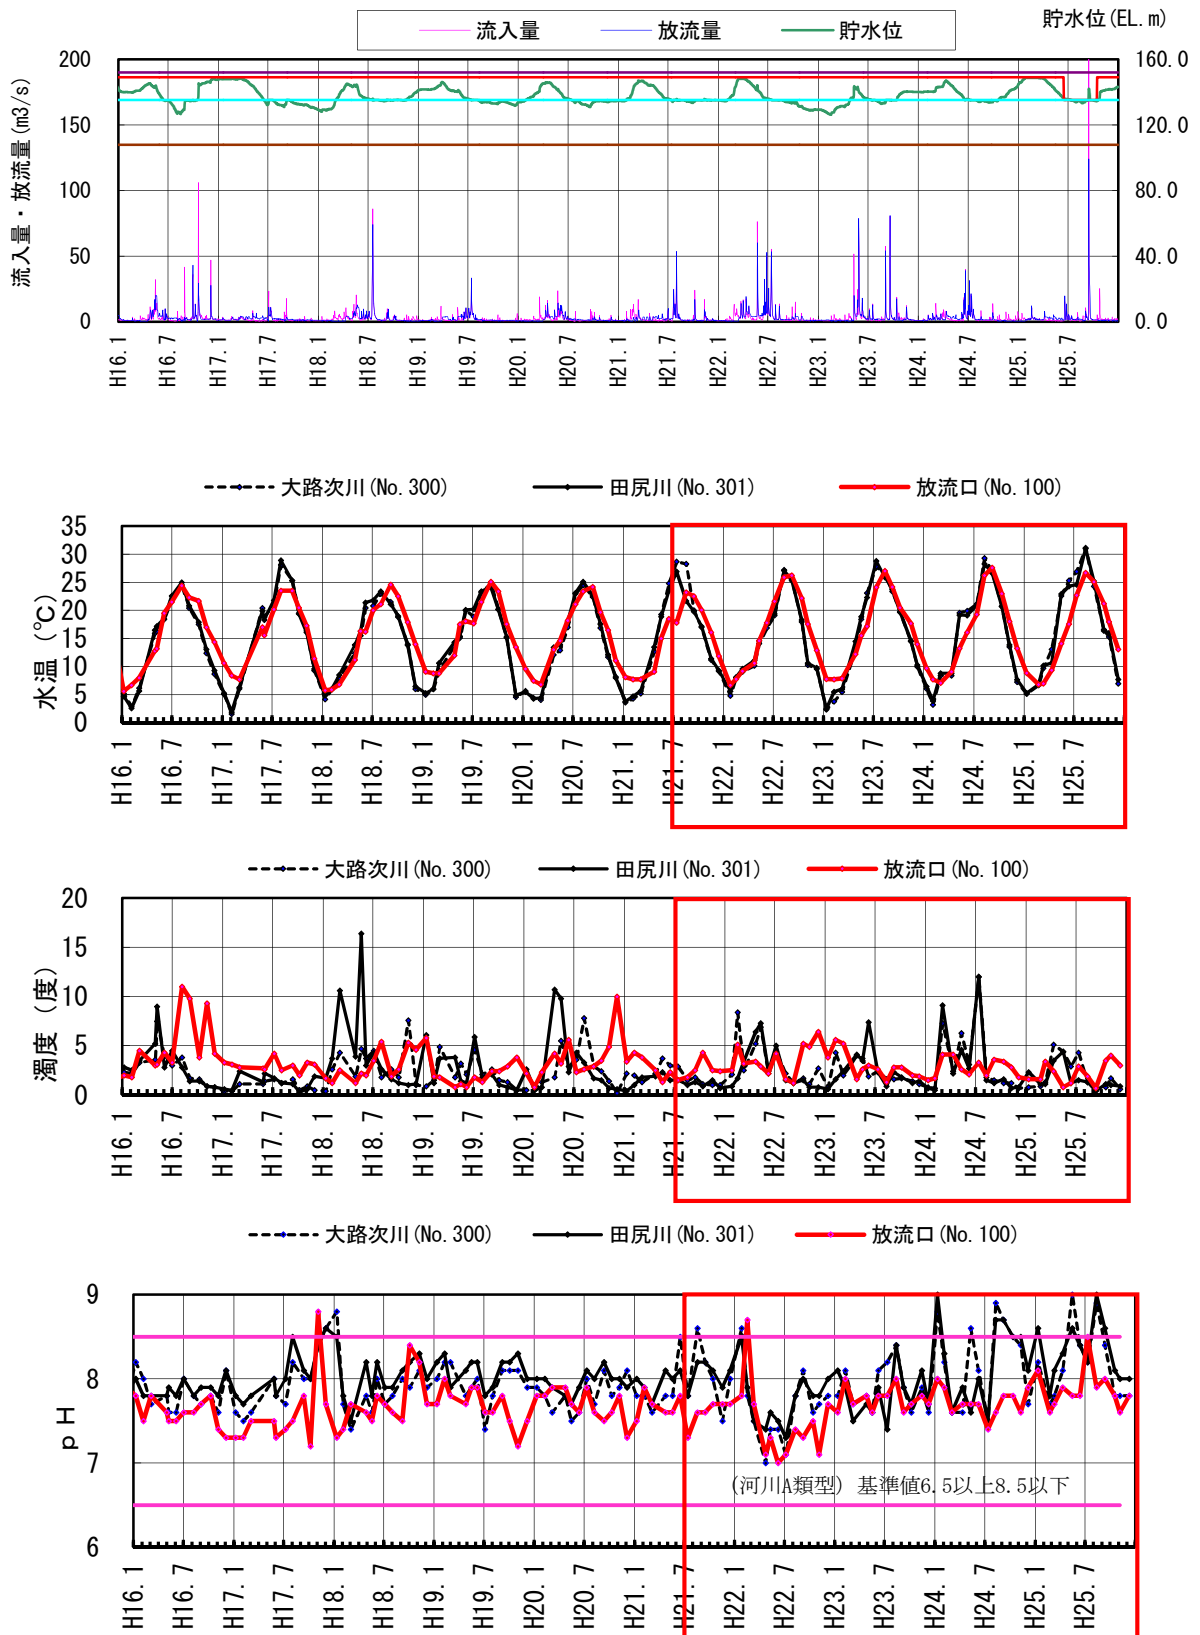 貯水位(EL.m)
流入量 放流量 貯水位
流入量・放流量(m3/s)
200
150
100
50
0
160.0
120.0
80.0
40.0
0.0
H16.1 H16.7 H17.1 H17.7 H18.1 H18.7 H19.1 H19.7 H20.1 H20.7 H21.1 H21.7 H22.1 H22.7 H23.1 H23.7 H24.1 H24.7 H25.1 H25.7
大路次川(No.300) 田尻川(No.301) 放流口(No.100)
水温 (℃)
35
30
25
20
15
10
5
0
H16.1 H16.7 H17.1 H17.7 H18.1 H18.7 H19.1 H19.7 H20.1 H20.7 H21.1 H21.7 H22.1 H22.7 H23.1 H23.7 H24.1 H24.7 H25.1 H25.7
大路次川(No.300) 田尻川(No.301) 放流口(No.100)
濁度 (度)
20
15
10
5
0
H16.1 H16.7 H17.1 H17.7 H18.1 H18.7 H19.1 H19.7 H20.1 H20.7 H21.1 H21.7 H22.1 H22.7 H23.1 H23.7 H24.1 H24.7 H25.1 H25.7
大路次川(No.300) 田尻川(No.301) 放流口(No.100)
pH
9
8
7
6
(河川A類型) 基準値6.5以上8.5以下
H16.1 H16.7 H17.1 H17.7 H18.1 H18.7 H19.1 H19.7 H20.1 H20.7 H21.1 H21.7 H22.1 H22.7 H23.1 H23.7 H24.1 H24.7 H25.1 H25.7